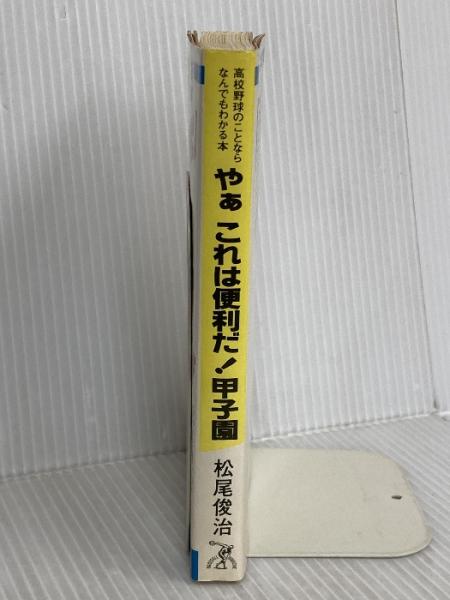 高校野球のことなら
なんでもわかる本
やぁ これは便利だ!甲子園
松尾俊治